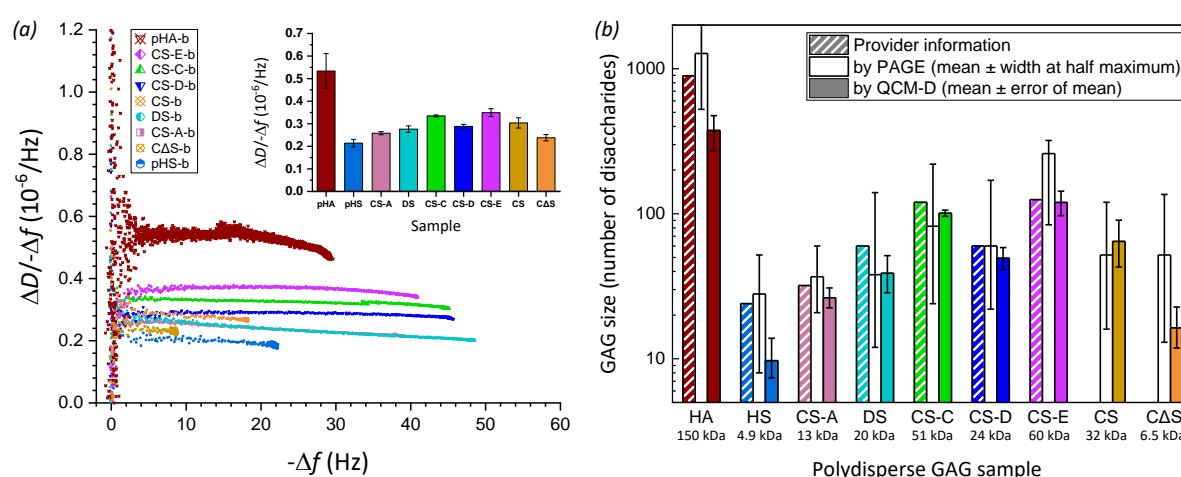 (a)
1.2
1.0
0.8
0.6
0.4
0.2
0.0
ΔD/-Δf (10⁻⁶/Hz)
pHA-b
CS-E-b
CS-C-b
CS-D-b
CS-b
DS-b
CS-A-b
CΔS-b
pHS-b
0.7
0.6
0.5
0.4
0.3
0.2
0.1
0.0
ΔD/-Δf (10⁻⁶/Hz)
pHA pHS CS-A DS CS-C CS-D CS-E CS CΔS
Sample
0 10 20 30 40 50 60
-Δf (Hz)
(b)
Provider information
by PAGE (mean ± width at half maximum)
by QCM-D (mean ± error of mean)
1000
100
10
GAG size (number of disaccharides)
HA HS CS-A DS CS-C CS-D CS-E CS CΔS
150 kDa 4.9 kDa 13 kDa 20 kDa 51 kDa 24 kDa 60 kDa 32 kDa 6.5 kDa
Polydisperse GAG sample